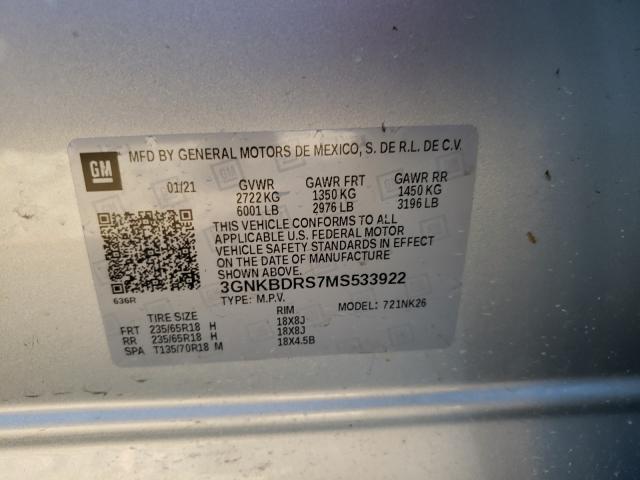 GM
MFD BY GENERAL MOTORS DE MEXICO, S. DE R.L. DE C.V.
01/21 GVWR GAWR FRT GAWR RR
2722 KG 1350 KG 1450 KG
6001 LB 2976 LB 3196 LB
THIS VEHICLE CONFORMS TO ALL
APPLICABLE U.S. FEDERAL MOTOR
VEHICLE SAFETY STANDARDS IN EFFECT
ON THE DATE OF MANUFACTURE
SHOWN ABOVE.
3GNKBDRS7MS533922
636R TYPE: M.P.V. MODEL: 721NK26
TIRE SIZE RIM
FRT 235/65R18 H 18X8J
RR 235/65R18 H 18X8J
SPA T135/70R18 M 18X4.5B